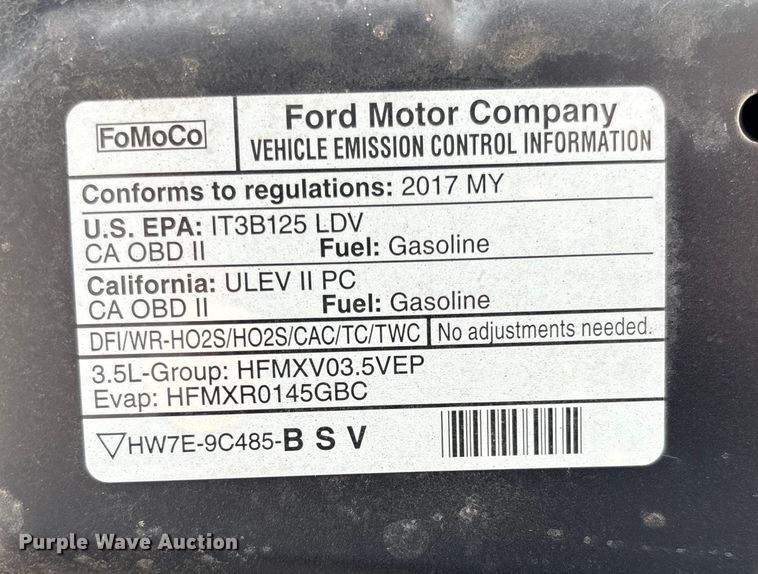 FoMoCo
Ford Motor Company
VEHICLE EMISSION CONTROL INFORMATION
Conforms to regulations: 2017 MY
U.S. EPA: IT3B125 LDV
CA OBD II Fuel: Gasoline
California: ULEV II PC
CA OBD II Fuel: Gasoline
DFI/WR-HO2S/HO2S/CAC/TC/TWC No adjustments needed.
3.5L-Group: HFMXV03.5VEP
Evap: HFMXR0145GBC
HW7E-9C485-B S V
Purple Wave Auction